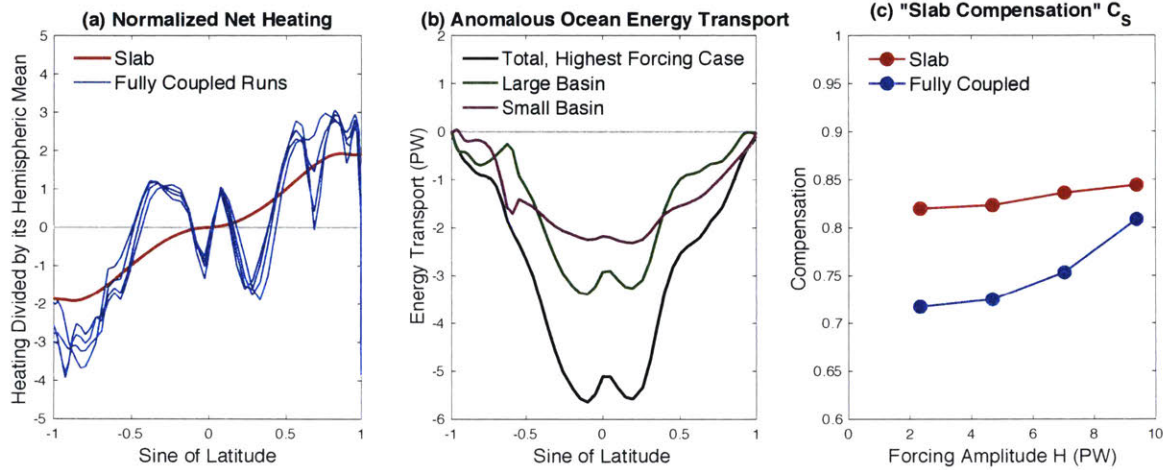 (a) Normalized Net Heating
Heating Divided by its Hemispheric Mean
5
4
3
2
1
0
-1
-2
-3
-4
-5
Slab
Fully Coupled Runs
-1
-0.5
0
0.5
1
Sine of Latitude
(b) Anomalous Ocean Energy Transport
Energy Transport (PW)
0
-1
-2
-3
-4
-5
-6
Total, Highest Forcing Case
Large Basin
Small Basin
-1
-0.5
0
0.5
1
Sine of Latitude
(c) "Slab Compensation" CS
Compensation
1
0.95
0.9
0.85
0.8
0.75
0.7
0.65
0.6
Slab
Fully Coupled
0
2
4
6
8
10
Forcing Amplitude H (PW)